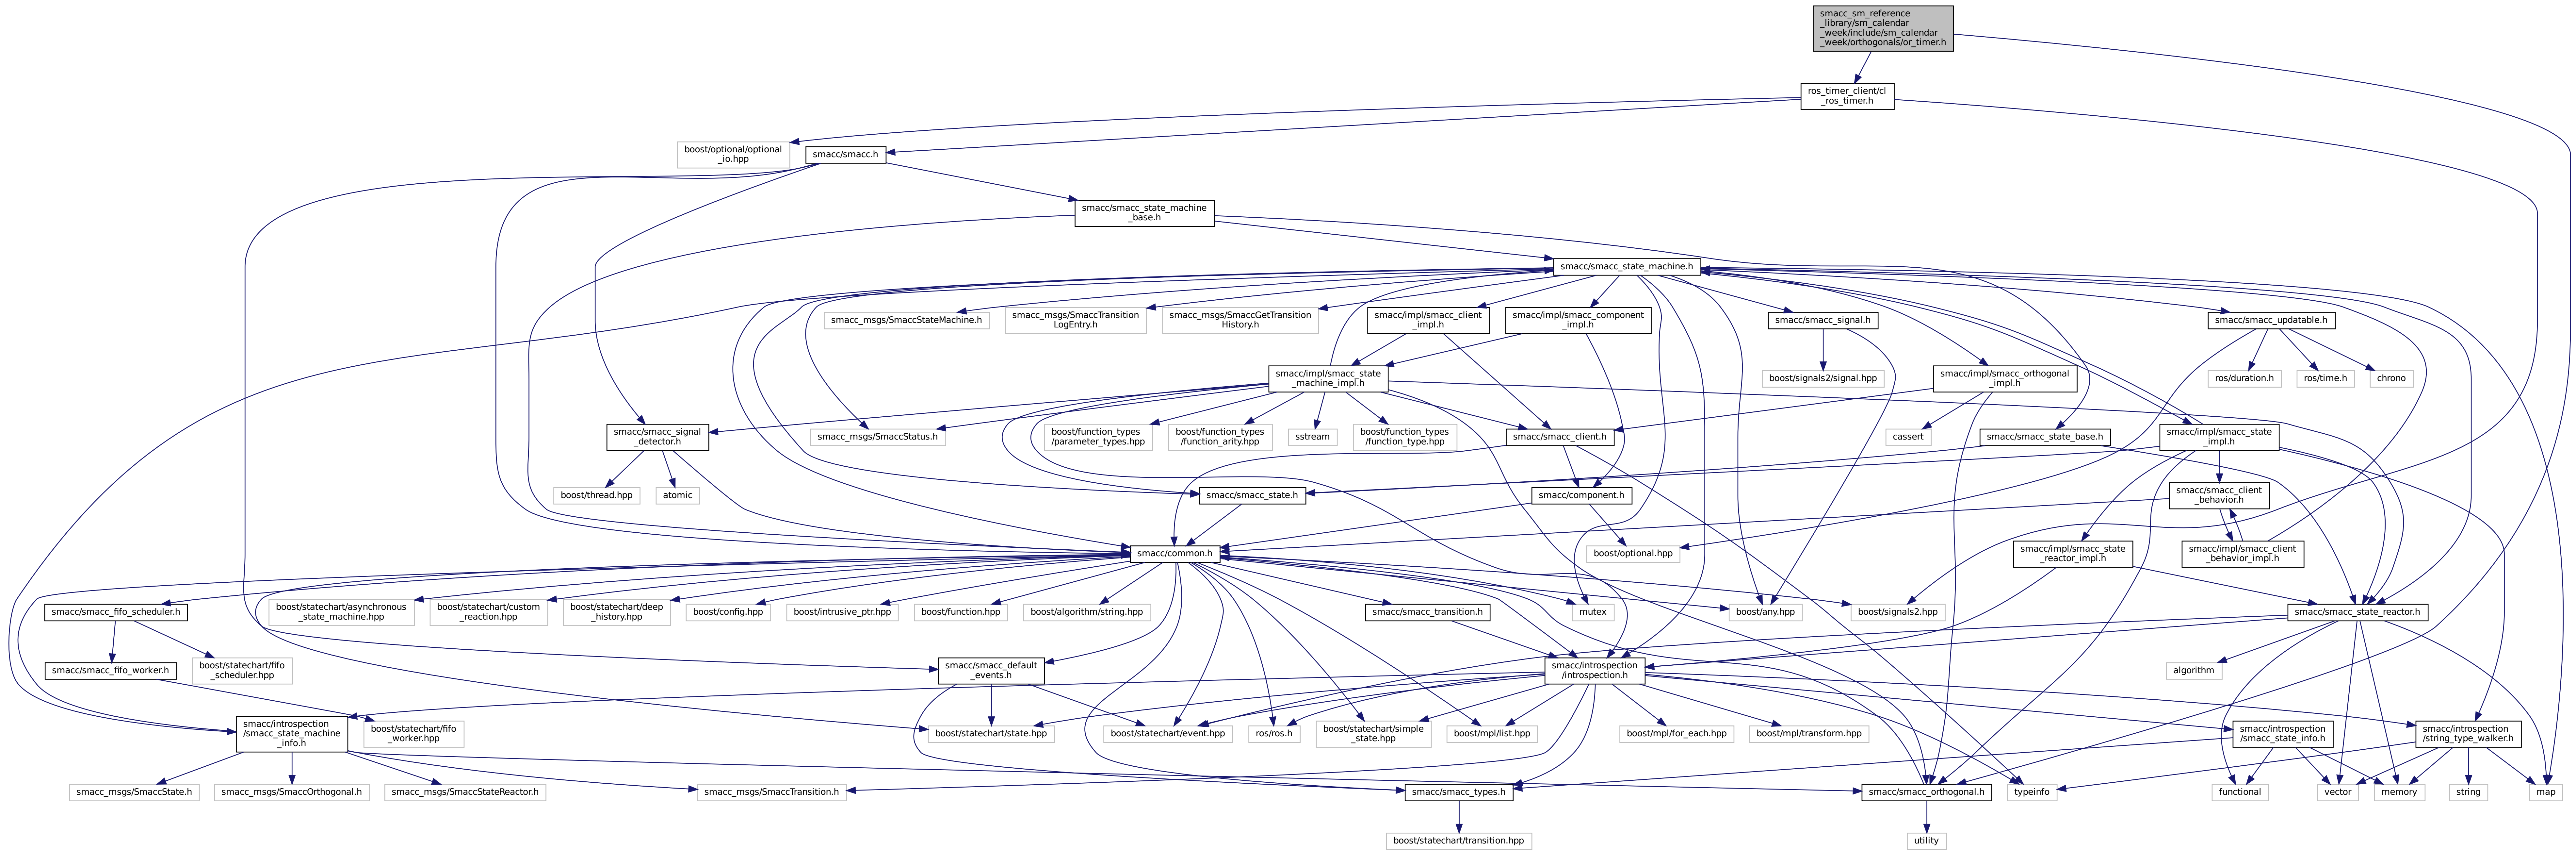 smacc_sm_reference
_library/sm_calendar
_week/include/sm_calendar
_week/orthogonals/or_timer.h
ros_timer_client/cl
_ros_timer.h
boost/optional/optional
_io.hpp
smacc/smacc.h
smacc/smacc_state_machine
_base.h
smacc/smacc_state_machine.h
smacc_msgs/SmaccStateMachine.h
smacc_msgs/SmaccTransition
LogEntry.h
smacc_msgs/SmaccGetTransition
History.h
smacc/impl/smacc_client
_impl.h
smacc/impl/smacc_component
_impl.h
smacc/smacc_signal.h
smacc/smacc_updatable.h
smacc/impl/smacc_state
_machine_impl.h
boost/signals2/signal.hpp
smacc/impl/smacc_orthogonal
_impl.h
ros/duration.h
ros/time.h
chrono
smacc/smacc_signal
_detector.h
smacc_msgs/SmaccStatus.h
boost/function_types
/parameter_types.hpp
boost/function_types
/function_arity.hpp
sstream
boost/function_types
/function_type.hpp
smacc/smacc_client.h
cassert
smacc/smacc_state_base.h
smacc/impl/smacc_state
_impl.h
boost/thread.hpp
atomic
smacc/smacc_state.h
smacc/component.h
smacc/smacc_client
_behavior.h
smacc/common.h
boost/optional.hpp
smacc/impl/smacc_state
_reactor_impl.h
smacc/impl/smacc_client
_behavior_impl.h
smacc/smacc_fifo_scheduler.h
boost/statechart/asynchronous
_state_machine.hpp
boost/statechart/custom
_reaction.hpp
boost/statechart/deep
_history.hpp
boost/config.hpp
boost/intrusive_ptr.hpp
boost/function.hpp
boost/algorithm/string.hpp
smacc/smacc_transition.h
mutex
boost/any.hpp
boost/signals2.hpp
smacc/smacc_state_reactor.h
smacc/smacc_fifo_worker.h
boost/statechart/fifo
_scheduler.hpp
smacc/smacc_default
_events.h
smacc/introspection
/introspection.h
algorithm
smacc/introspection
/smacc_state_machine
_info.h
boost/statechart/fifo
_worker.hpp
boost/statechart/state.hpp
boost/statechart/event.hpp
ros/ros.h
boost/statechart/simple
_state.hpp
boost/mpl/list.hpp
boost/mpl/for_each.hpp
boost/mpl/transform.hpp
smacc/introspection
/smacc_state_info.h
smacc/introspection
/string_type_walker.h
smacc_msgs/SmaccState.h
smacc_msgs/SmaccOrthogonal.h
smacc_msgs/SmaccStateReactor.h
smacc_msgs/SmaccTransition.h
smacc/smacc_types.h
smacc/smacc_orthogonal.h
typeinfo
functional
vector
memory
string
map
boost/statechart/transition.hpp
utility